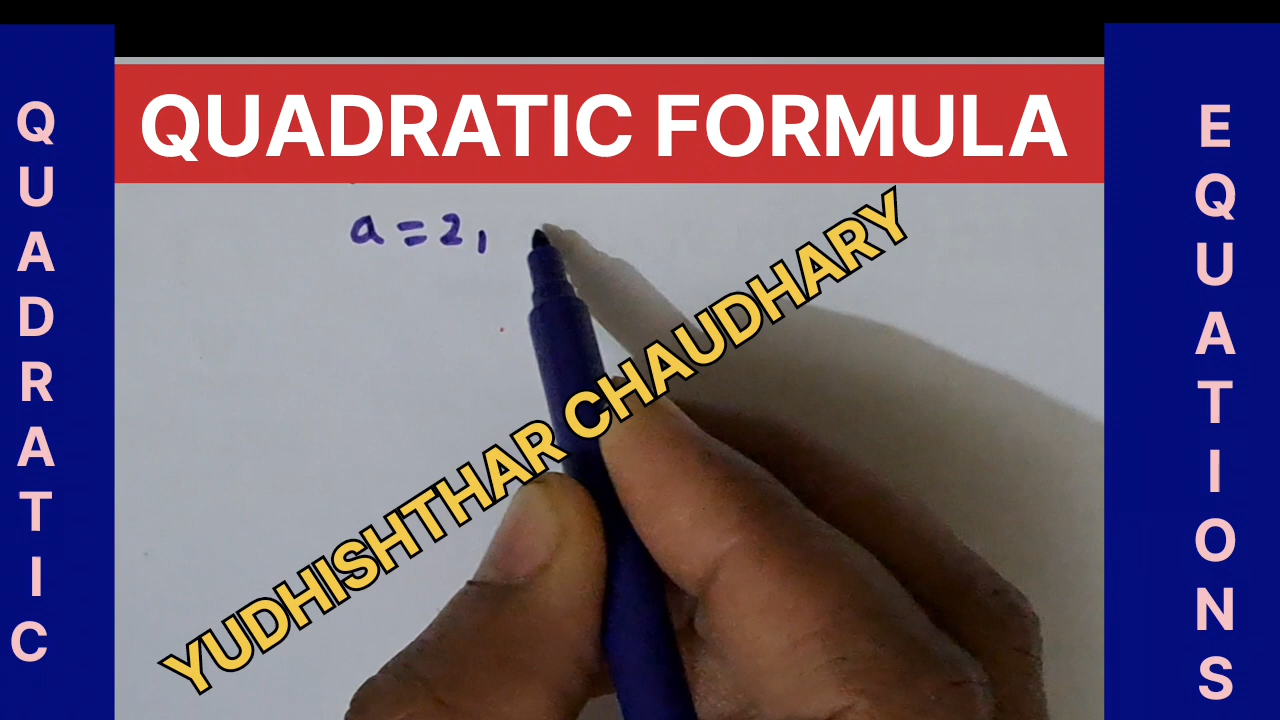 QUADRATIC FORMULA
QUADRATIC
a = 2,
YUDHISHTHAR CHAUDHARY
EQUATIONS